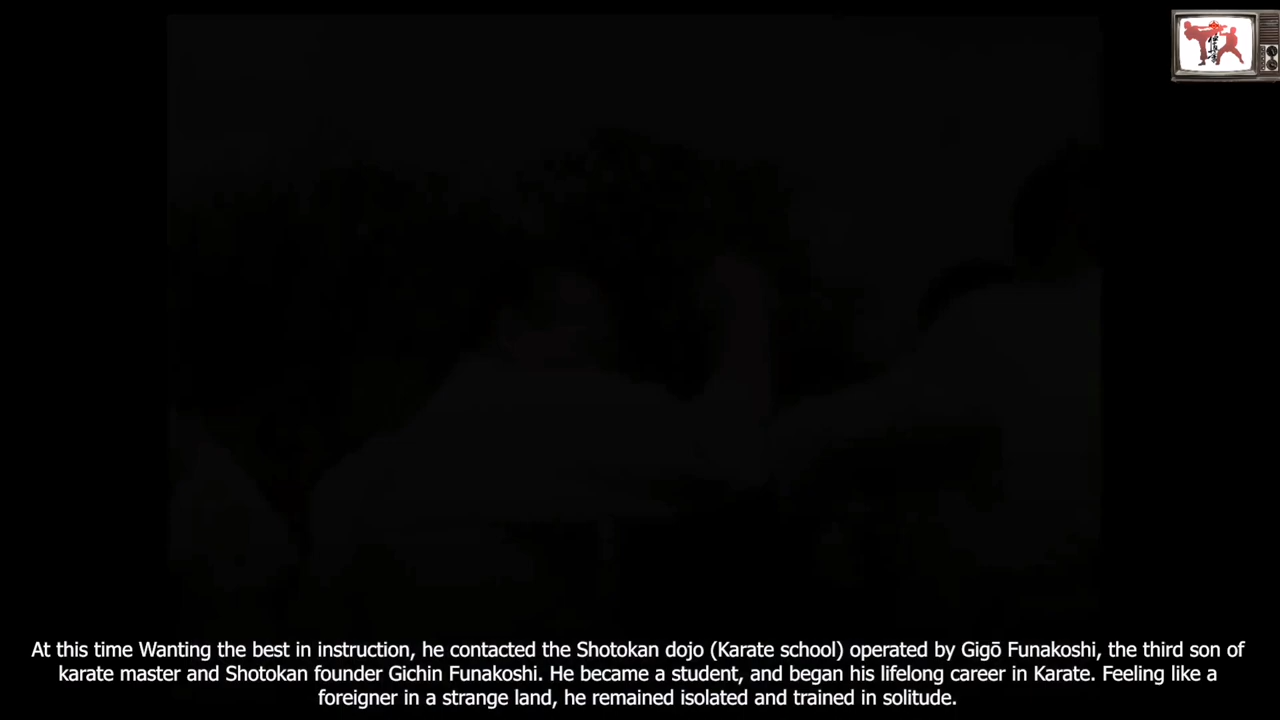 At this time Wanting the best in instruction, he contacted the Shotokan dojo (Karate school) operated by Gigō Funakoshi, the third son of
karate master and Shotokan founder Gichin Funakoshi. He became a student, and began his lifelong career in Karate. Feeling like a
foreigner in a strange land, he remained isolated and trained in solitude.